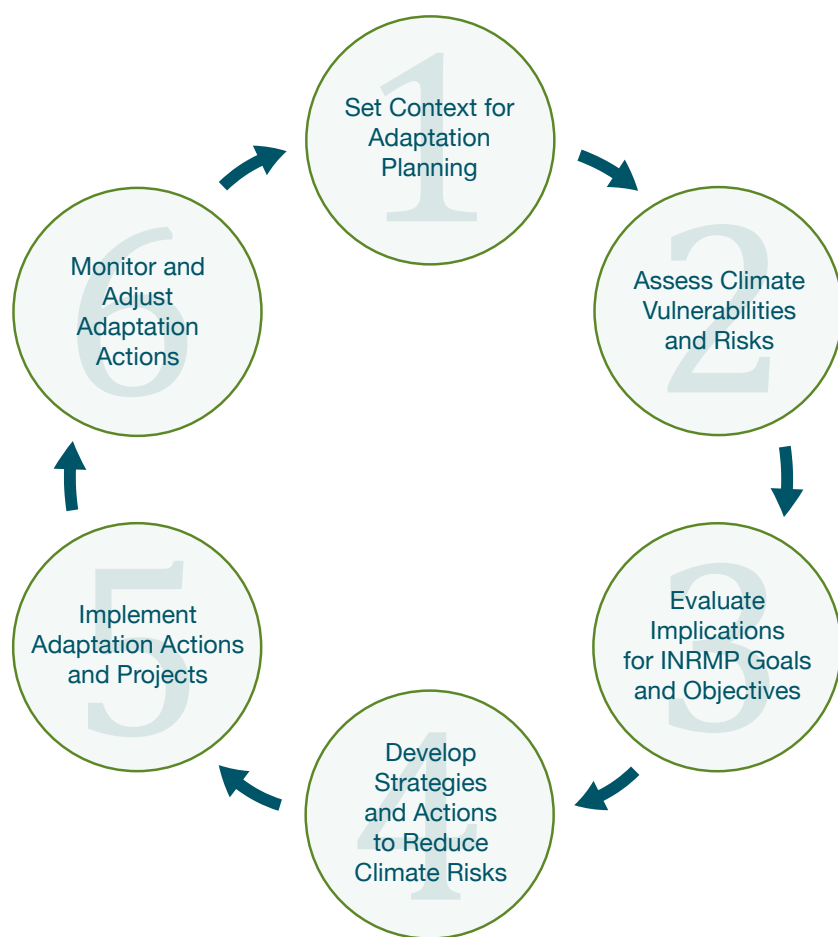 1
Set Context for
Adaptation
Planning
2
Assess Climate
Vulnerabilities
and Risks
3
Evaluate
Implications
for INRMP Goals
and Objectives
4
Develop
Strategies
and Actions
to Reduce
Climate Risks
5
Implement
Adaptation Actions
and Projects
6
Monitor and
Adjust
Adaptation
Actions